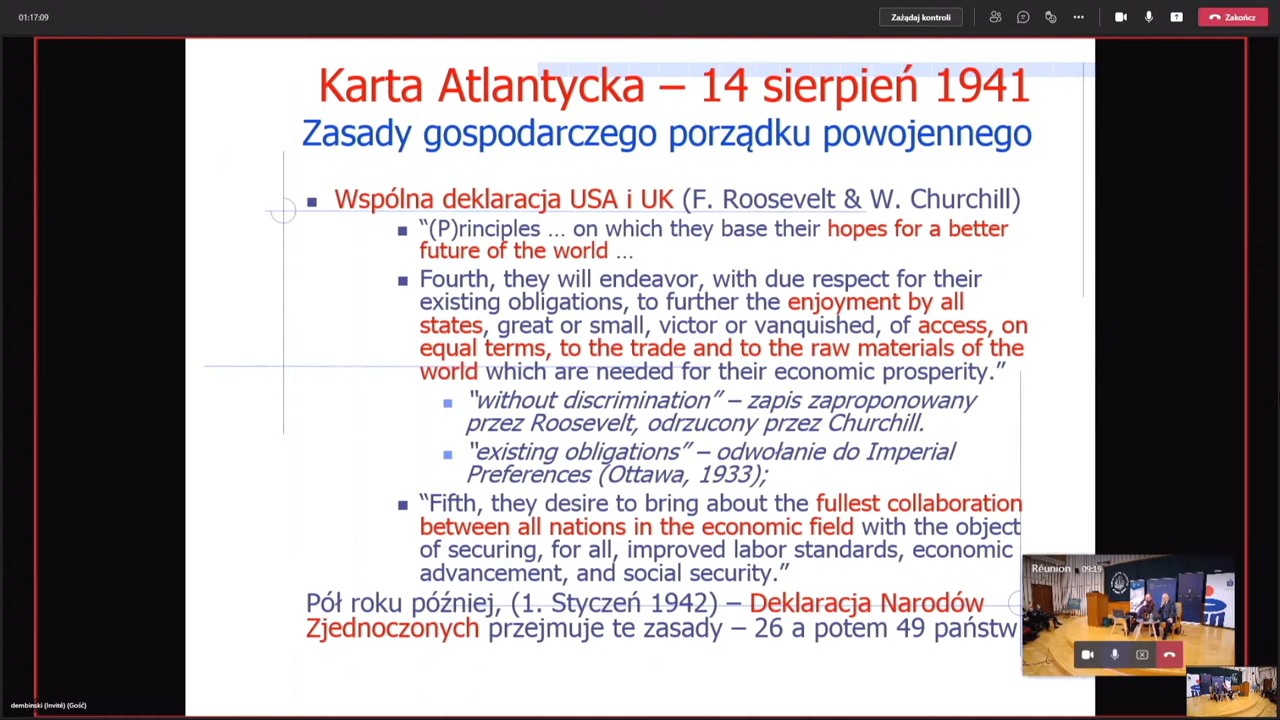 01:17:09
Zażądaj kontroli
Zakończ
Karta Atlantycka – 14 sierpień 1941
Zasady gospodarczego porządku powojennego
Wspólna deklaracja USA i UK (F. Roosevelt & W. Churchill)
“(P)rinciples … on which they base their hopes for a better
future of the world …
Fourth, they will endeavor, with due respect for their
existing obligations, to further the enjoyment by all
states, great or small, victor or vanquished, of access, on
equal terms, to the trade and to the raw materials of the
world which are needed for their economic prosperity.”
“without discrimination” – zapis zaproponowany
przez Roosevelt, odrzucony przez Churchill.
“existing obligations” – odwołanie do Imperial
Preferences (Ottawa, 1933);
“Fifth, they desire to bring about the fullest collaboration
between all nations in the economic field with the object
of securing, for all, improved labor standards, economic
advancement, and social security.”
Pół roku później, (1. Styczeń 1942) – Deklaracja Narodów
Zjednoczonych przejmuje te zasady – 26 a potem 49 państw
Réunion 09:19
dembinski (Invité) (Gość)